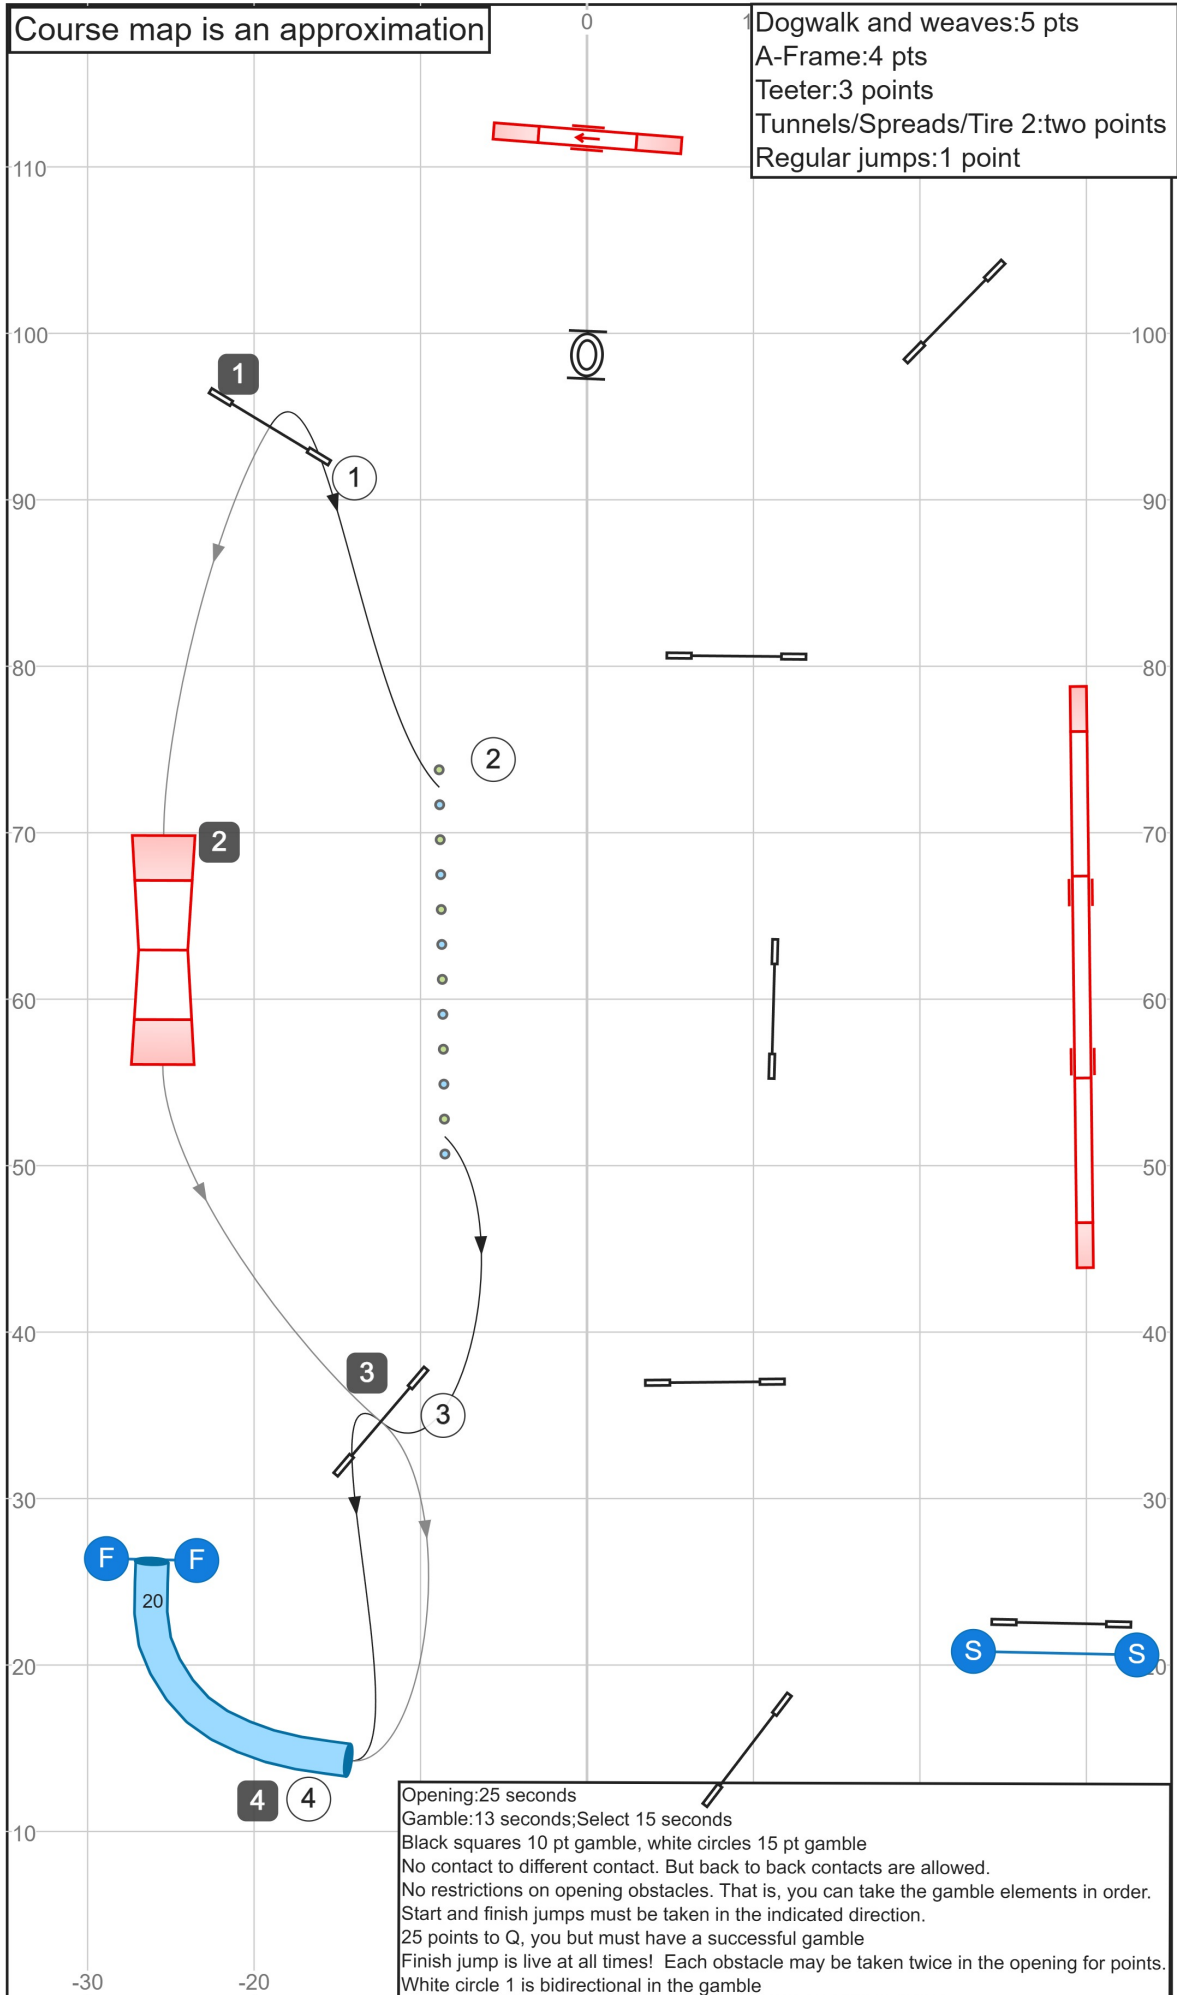 Course map is an approximation
0
1
Dogwalk and weaves:5 pts
A-Frame:4 pts
Teeter:3 points
Tunnels/Spreads/Tire 2:two points
Regular jumps:1 point
110
100
100
1
1
90
90
80
80
2
70
2
70
60
60
50
50
40
40
3
3
30
30
F F
20
S S
20
20
4 4
10
Opening:25 seconds
Gamble:13 seconds;Select 15 seconds
Black squares 10 pt gamble, white circles 15 pt gamble
No contact to different contact. But back to back contacts are allowed.
No restrictions on opening obstacles. That is, you can take the gamble elements in order.
Start and finish jumps must be taken in the indicated direction.
25 points to Q, you but must have a successful gamble
Finish jump is live at all times!  Each obstacle may be taken twice in the opening for points.
White circle 1 is bidirectional in the gamble
-30
-20